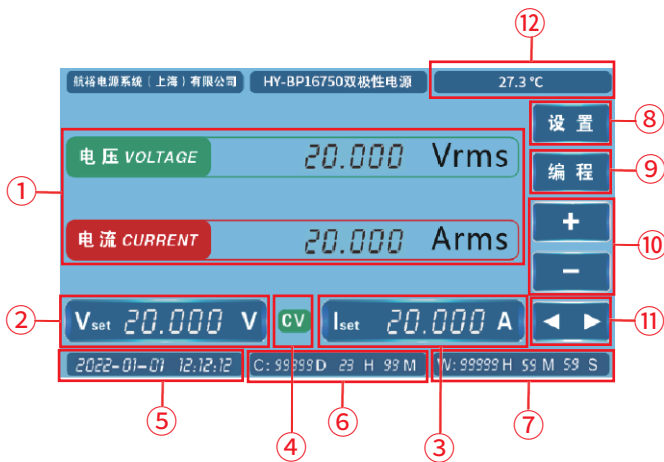 ⑫
航裕电源系统（上海）有限公司 HY-BP16750双极性电源 27.3℃
设 置 ⑧
① 电 压 VOLTAGE 20.000 Vrms
编 程 ⑨
+ ⑩
电 流 CURRENT 20.000 Arms
−
② Vset 20.000 V CV Iset 20.000 A ◀ ▶ ⑪
2022-01-01 12:12:12 C:99999D 23 H 99 M W:99999H 59 M 59 S
⑤ ④ ⑥ ③ ⑦